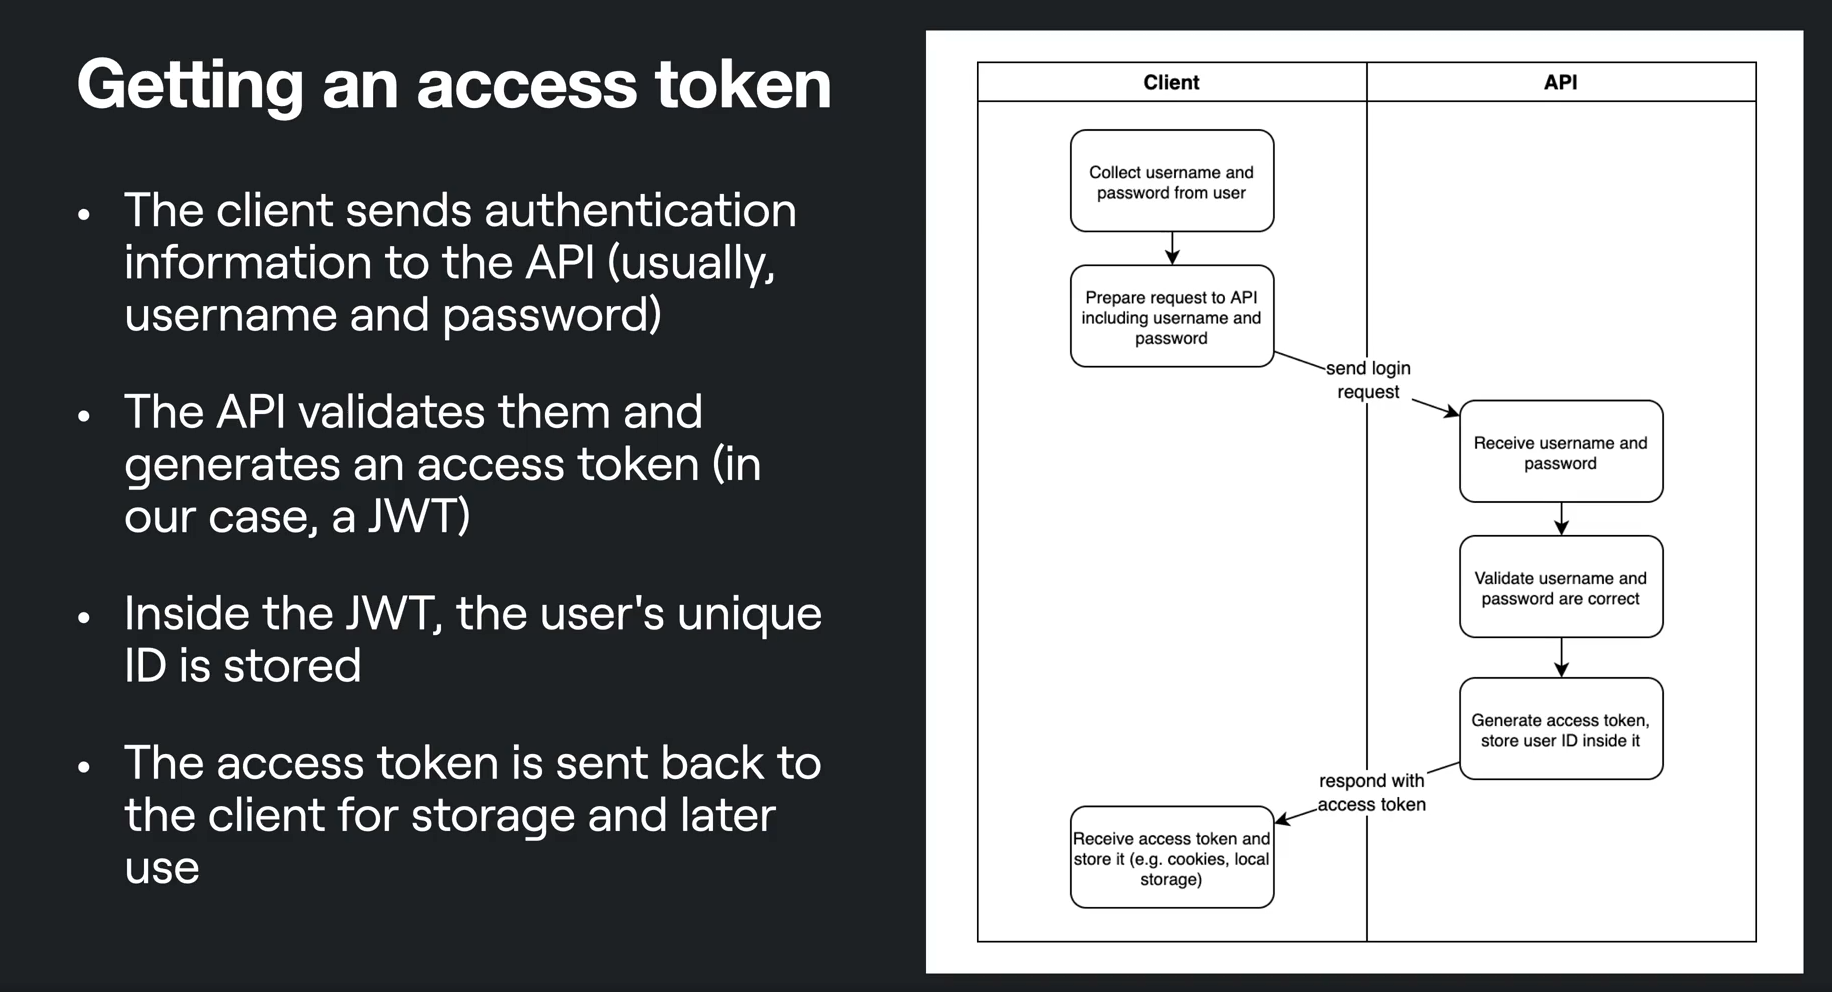 Getting an access token
• The client sends authentication
information to the API (usually,
username and password)
• The API validates them and
generates an access token (in
our case, a JWT)
• Inside the JWT, the user's unique
ID is stored
• The access token is sent back to
the client for storage and later
use
Client
API
Collect username and
password from user
Prepare request to API
including username and
password
send login
request
Receive username and
password
Validate username and
password are correct
Generate access token,
store user ID inside it
respond with
access token
Receive access token and
store it (e.g. cookies, local
storage)